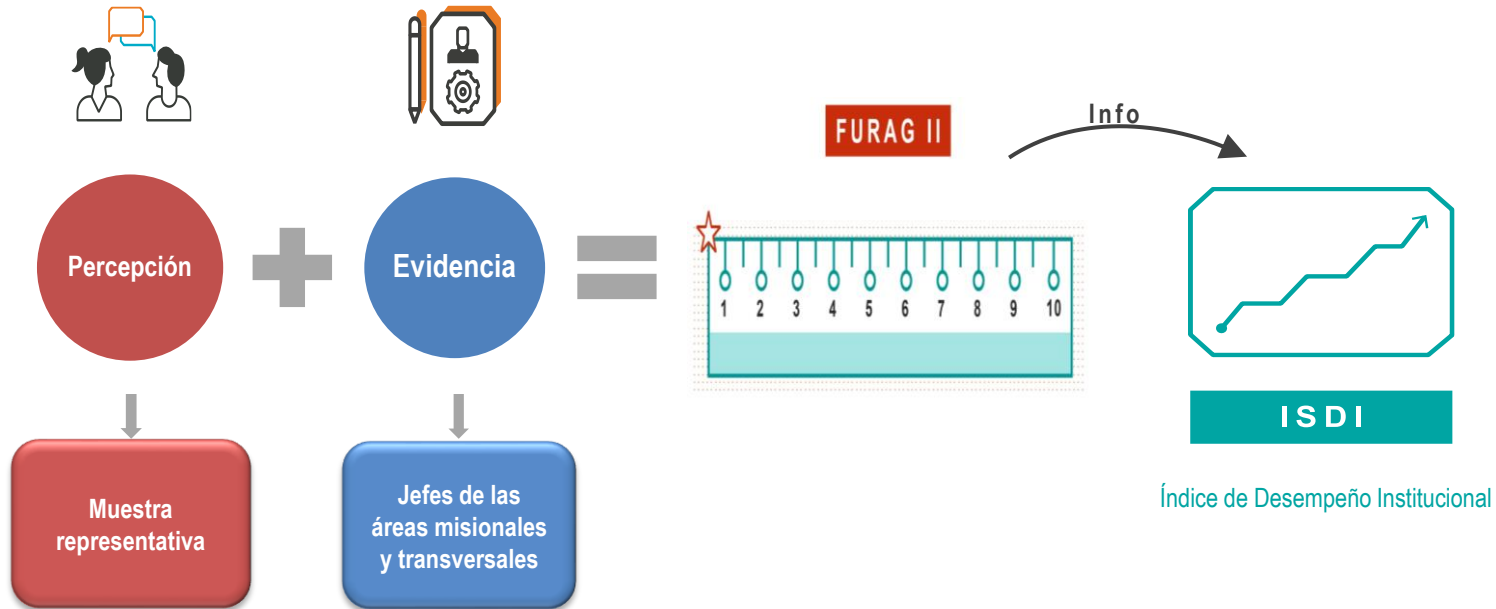 FURAG II
Info
Percepción
Evidencia
1 2 3 4 5 6 7 8 9 10
ISDI
Índice de Desempeño Institucional
Muestra
representativa
Jefes de las
áreas misionales
y transversales